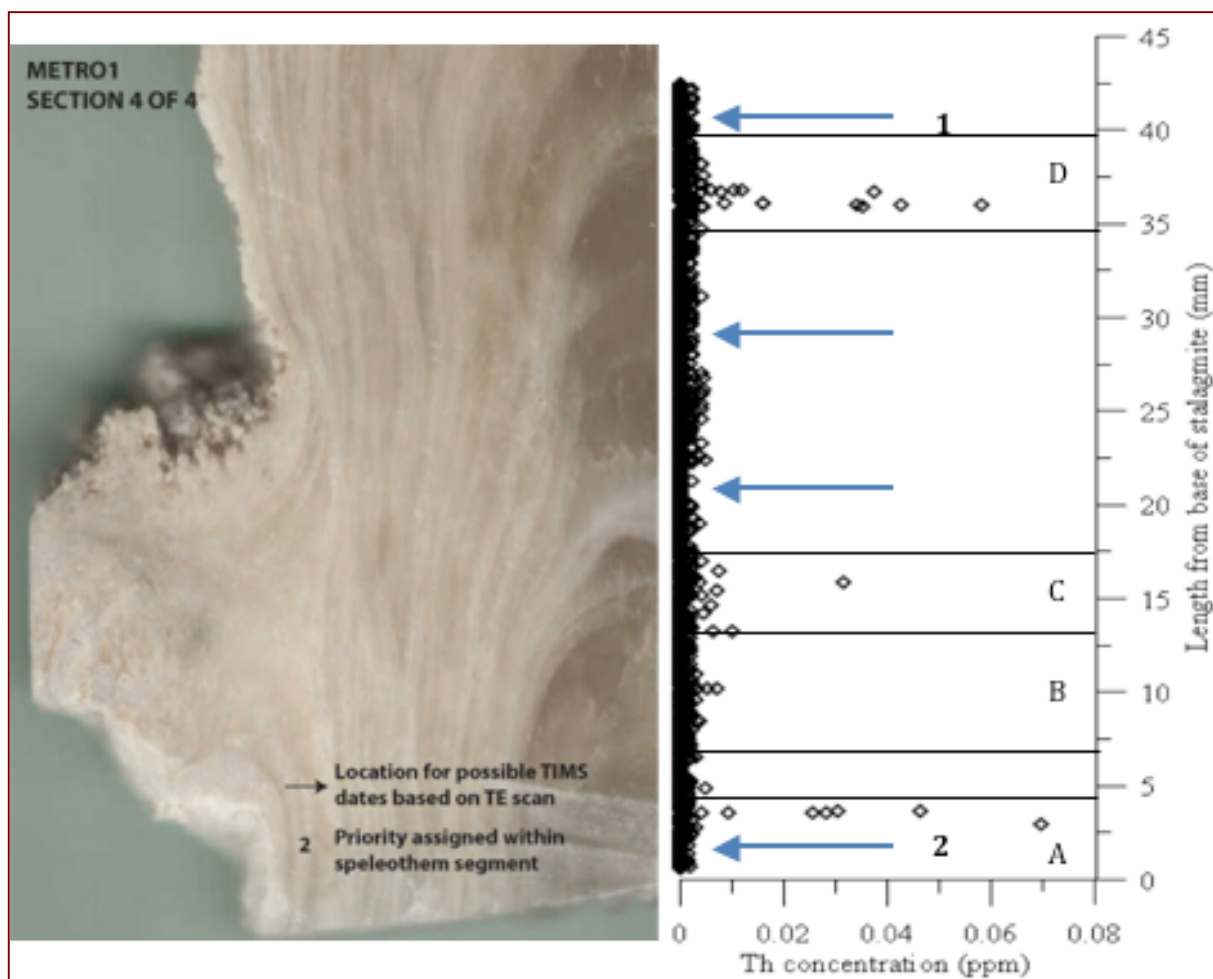 METRO1
SECTION 4 OF 4
Location for possible TIMS
dates based on TE scan
2 Priority assigned within
speleothem segment
1
D
C
B
2
A
45
40
35
30
25
20
15
10
5
0
Length from base of stalagmite (mm)
0 0.02 0.04 0.06 0.08
Th concentration (ppm)